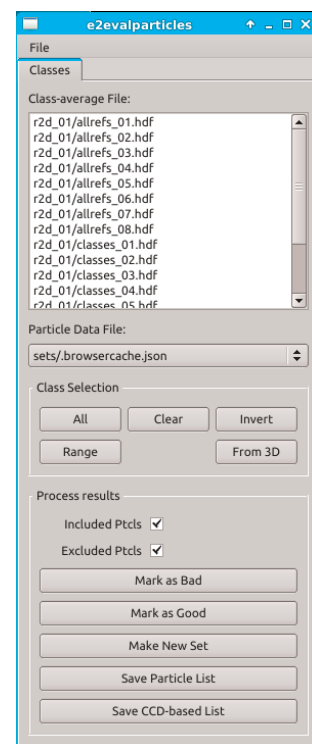 e2evalparticles
File
Classes
Class-average File:
r2d_01/allrefs_01.hdf
r2d_01/allrefs_02.hdf
r2d_01/allrefs_03.hdf
r2d_01/allrefs_04.hdf
r2d_01/allrefs_05.hdf
r2d_01/allrefs_06.hdf
r2d_01/allrefs_07.hdf
r2d_01/allrefs_08.hdf
r2d_01/classes_01.hdf
r2d_01/classes_02.hdf
r2d_01/classes_03.hdf
r2d_01/classes_04.hdf
r2d_01/classes_05.hdf
Particle Data File:
sets/.browsercache.json
Class Selection
All Clear Invert
Range From 3D
Process results
Included Ptcls
Excluded Ptcls
Mark as Bad
Mark as Good
Make New Set
Save Particle List
Save CCD-based List